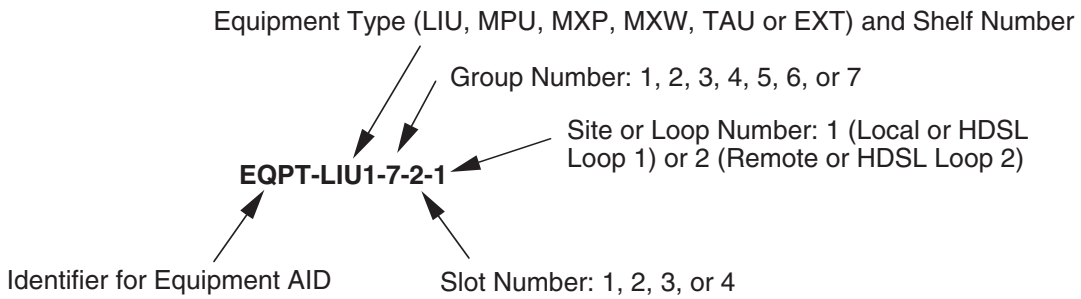 Equipment Type (LIU, MPU, MXP, MXW, TAU or EXT) and Shelf Number
Group Number: 1, 2, 3, 4, 5, 6, or 7
Site or Loop Number: 1 (Local or HDSL
Loop 1) or 2 (Remote or HDSL Loop 2)
EQPT-LIU1-7-2-1
Identifier for Equipment AID
Slot Number: 1, 2, 3, or 4